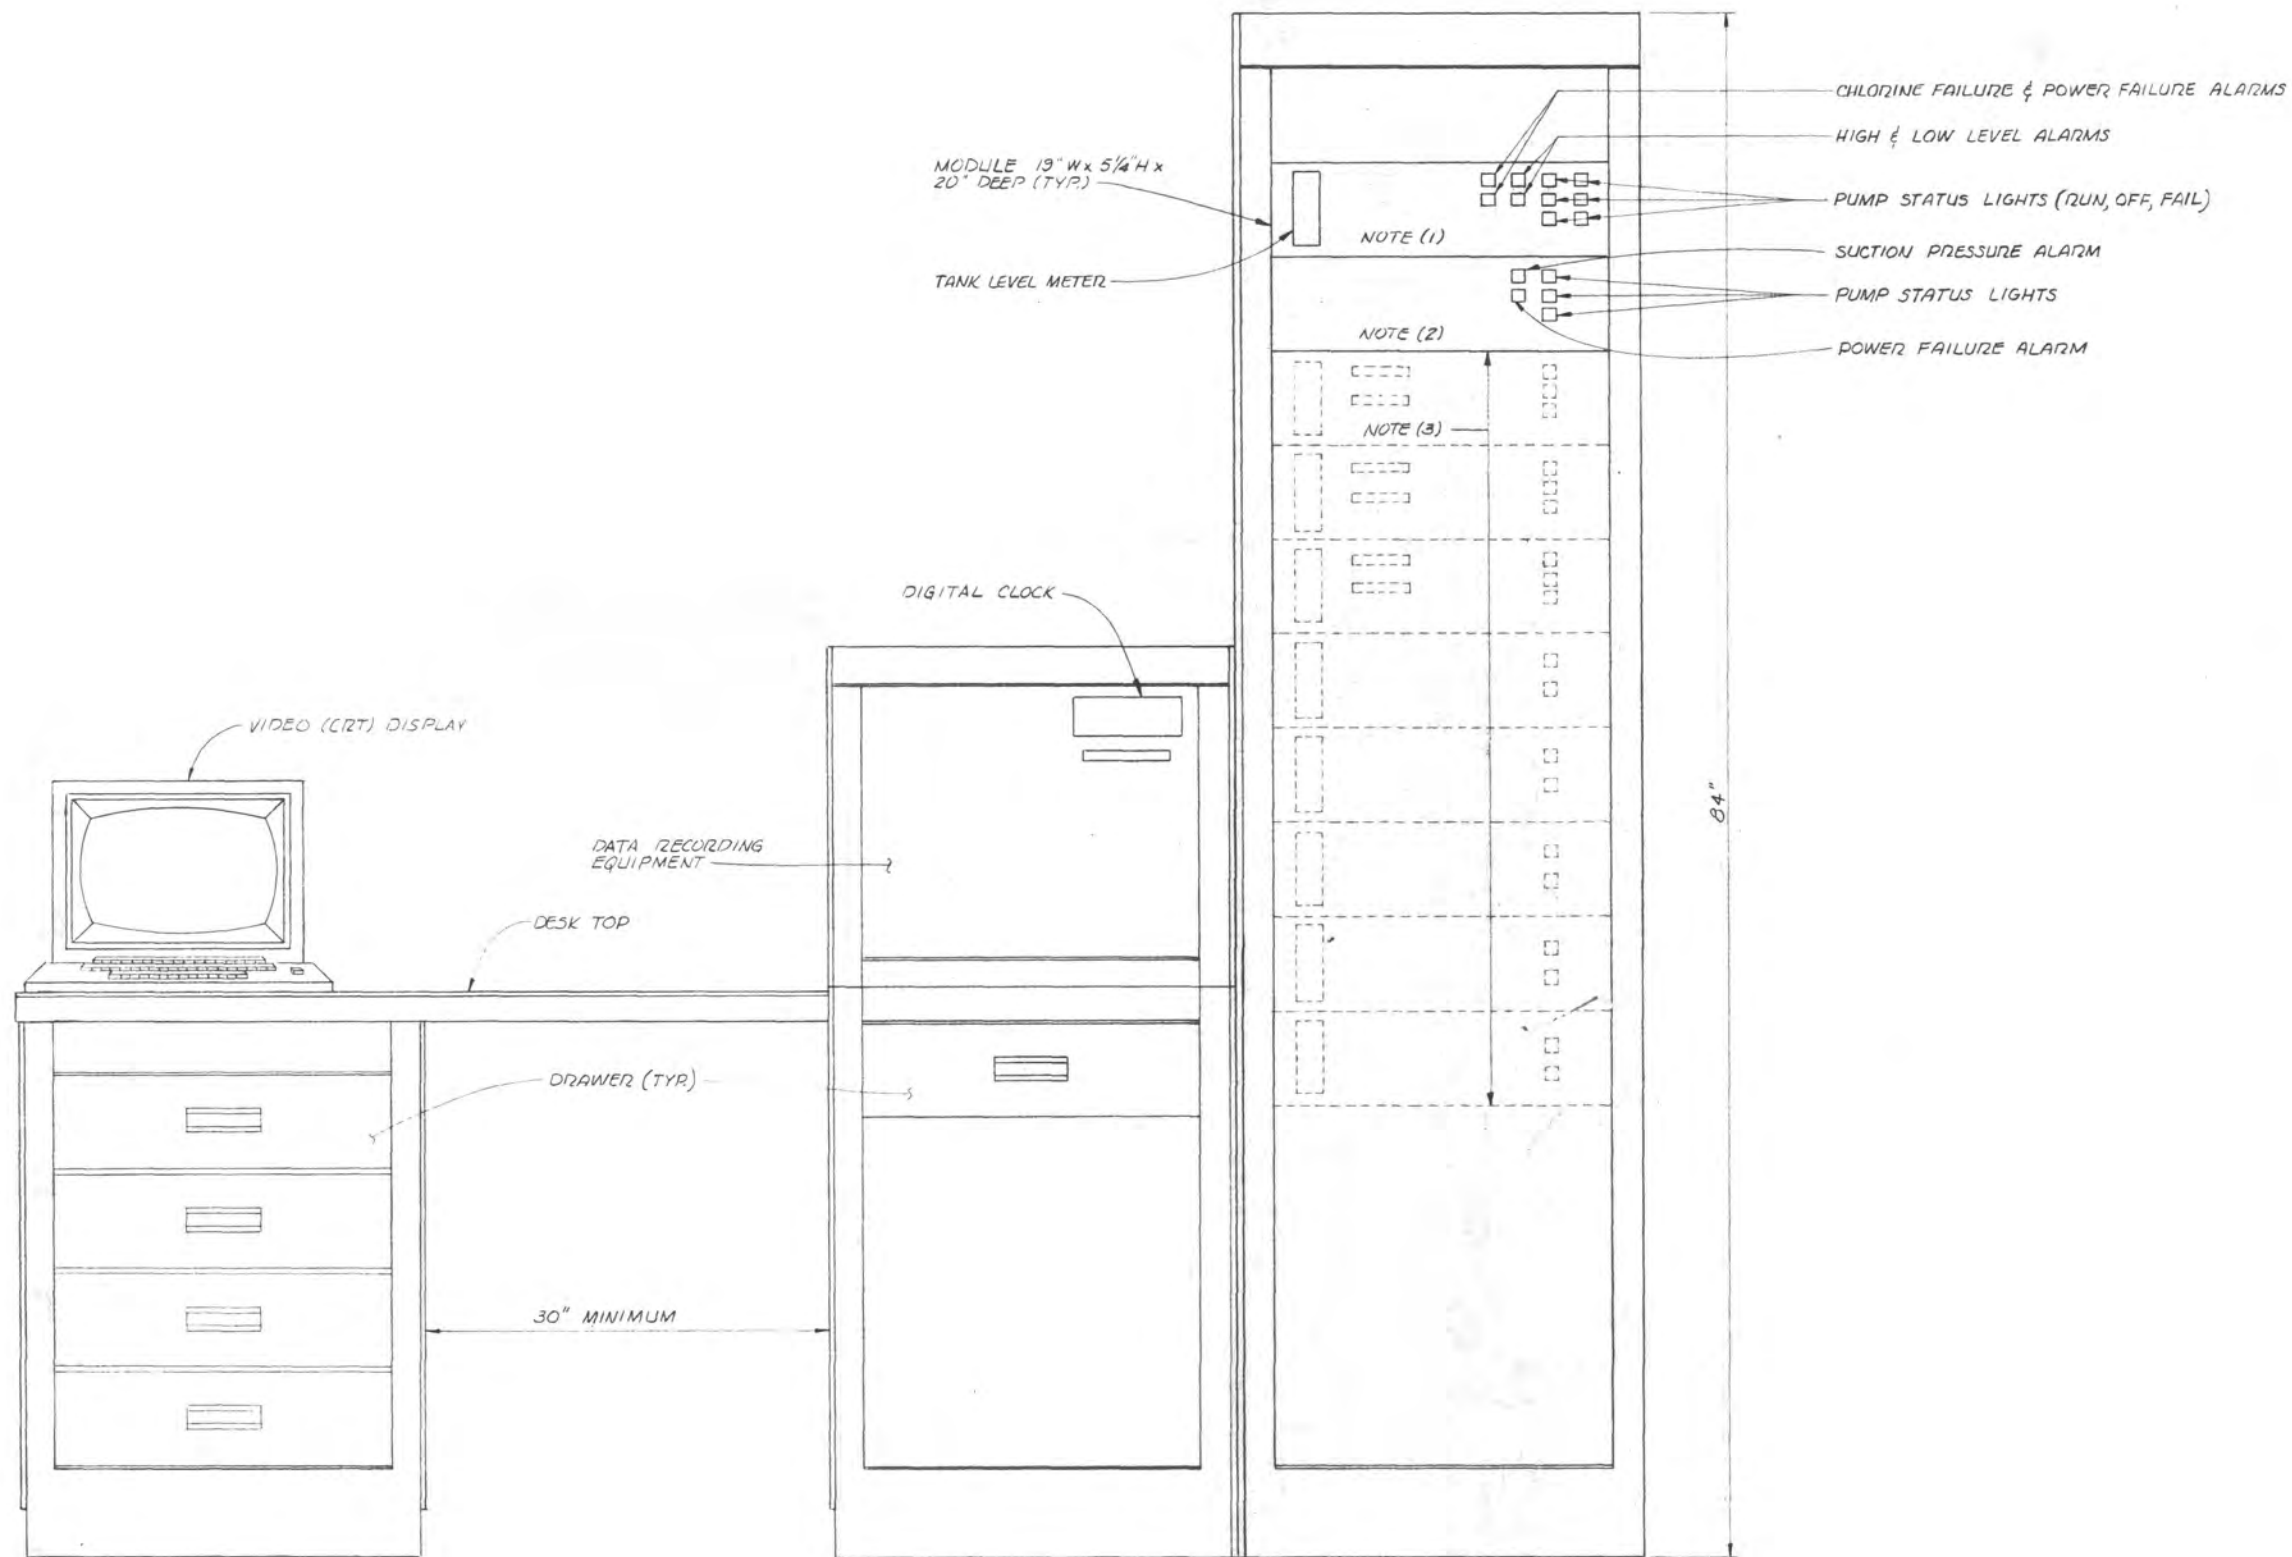 CHLORINE FAILURE & POWER FAILURE ALARMS
HIGH & LOW LEVEL ALARMS
MODULE 19" W x 5 1/4" H x
20" DEEP (TYP.)
PUMP STATUS LIGHTS (RUN, OFF, FAIL)
NOTE (1)
SUCTION PRESSURE ALARM
TANK LEVEL METER
PUMP STATUS LIGHTS
NOTE (2)
POWER FAILURE ALARM
NOTE (3)
DIGITAL CLOCK
VIDEO (CRT) DISPLAY
84"
DATA RECORDING
EQUIPMENT
DESK TOP
DRAWER (TYP.)
30" MINIMUM